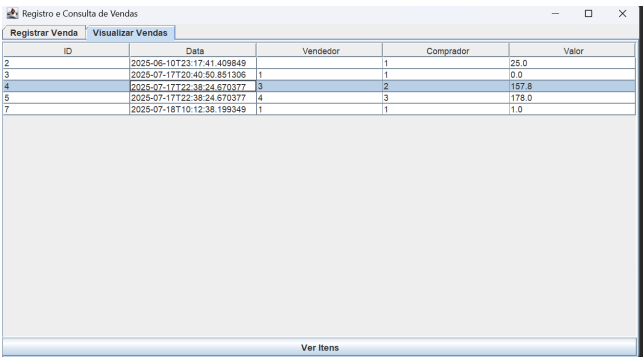 Registro e Consulta de Vendas
Registrar Venda Visualizar Vendas
ID Data Vendedor Comprador Valor
2 2025-06-10T23:17:41.409849 1 25.0
3 2025-07-17T20:40:50.851306 1 1 0.0
4 2025-07-17T22:38:24.670377 3 2 157.8
5 2025-07-17T22:38:24.670377 4 3 178.0
7 2025-07-18T10:12:38.199349 1 1 1.0
Ver Itens